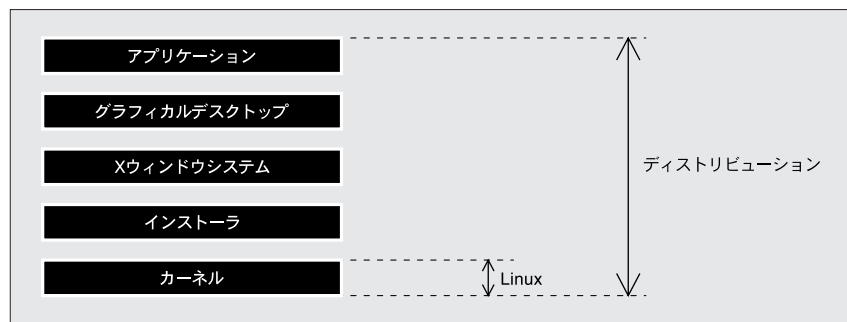 アプリケーション
グラフィカルデスクトップ
Xウィンドウシステム
ディストリビューション
インストーラ
カーネル
Linux